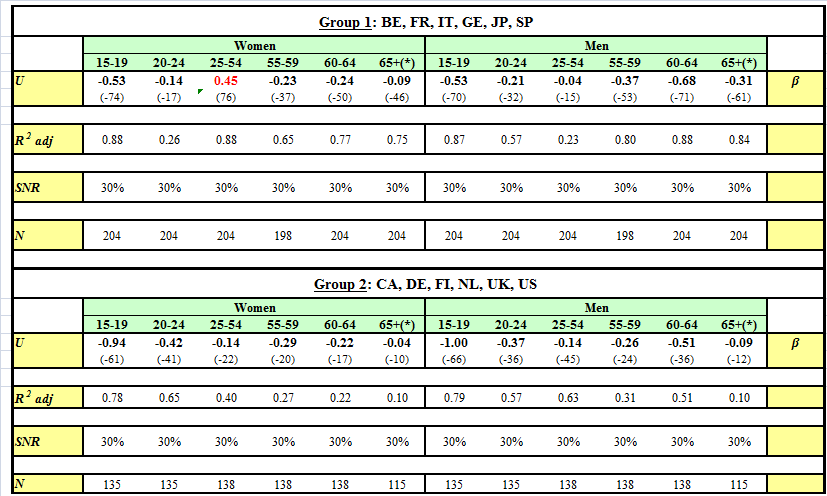 Group 1: BE, FR, IT, GE, JP, SP
Women Men
15-19 20-24 25-54 55-59 60-64 65+(*) 15-19 20-24 25-54 55-59 60-64 65+(*)
U -0.53 -0.14 0.45 -0.23 -0.24 -0.09 -0.53 -0.21 -0.04 -0.37 -0.68 -0.31 β
(-74) (-17) (76) (-37) (-50) (-46) (-70) (-32) (-15) (-53) (-71) (-61)
R² adj 0.88 0.26 0.88 0.65 0.77 0.75 0.87 0.57 0.23 0.80 0.88 0.84
SNR 30% 30% 30% 30% 30% 30% 30% 30% 30% 30% 30% 30%
N 204 204 204 198 204 204 204 204 204 198 204 204
Group 2: CA, DE, FI, NL, UK, US
Women Men
15-19 20-24 25-54 55-59 60-64 65+(*) 15-19 20-24 25-54 55-59 60-64 65+(*)
U -0.94 -0.42 -0.14 -0.29 -0.22 -0.04 -1.00 -0.37 -0.14 -0.26 -0.51 -0.09 β
(-61) (-41) (-22) (-20) (-17) (-10) (-66) (-36) (-45) (-24) (-36) (-12)
R² adj 0.78 0.65 0.40 0.27 0.22 0.10 0.79 0.57 0.63 0.31 0.51 0.10
SNR 30% 30% 30% 30% 30% 30% 30% 30% 30% 30% 30% 30%
N 135 135 138 138 138 115 135 135 138 138 138 115